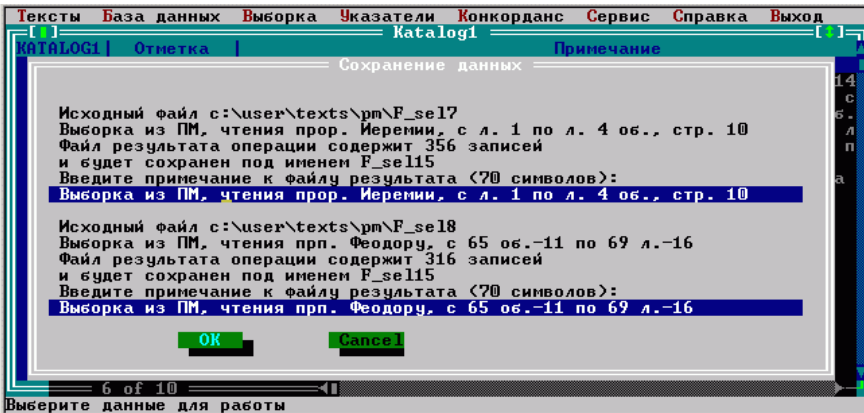 Тексты База данных Выборка Указатели Конкорданс Сервис Справка Выход
Katalog1
KATALOG1| Отметка | Примечание
Сохранение данных
14
Исходный файл c:\user\texts\pm\F_sel7
с
Выборка из ПМ, чтения прор. Иеремии, с л. 1 по л. 4 об., стр. 10
б.
Файл результата операции содержит 356 записей
л
и будет сохранен под именем F_sel15
п
Введите примечание к файлу результата (70 символов):
а
Выборка из ПМ, чтения прор. Иеремии, с л. 1 по л. 4 об., стр. 10
Исходный файл c:\user\texts\pm\F_sel8
Выборка из ПМ, чтения прп. Феодору, с 65 об.-11 по 69 л.-16
Файл результата операции содержит 316 записей
и будет сохранен под именем F_sel15
Введите примечание к файлу результата (70 символов):
Выборка из ПМ, чтения прп. Феодору, с 65 об.-11 по 69 л.-16
OK Cancel
6 of 10
Выберите данные для работы